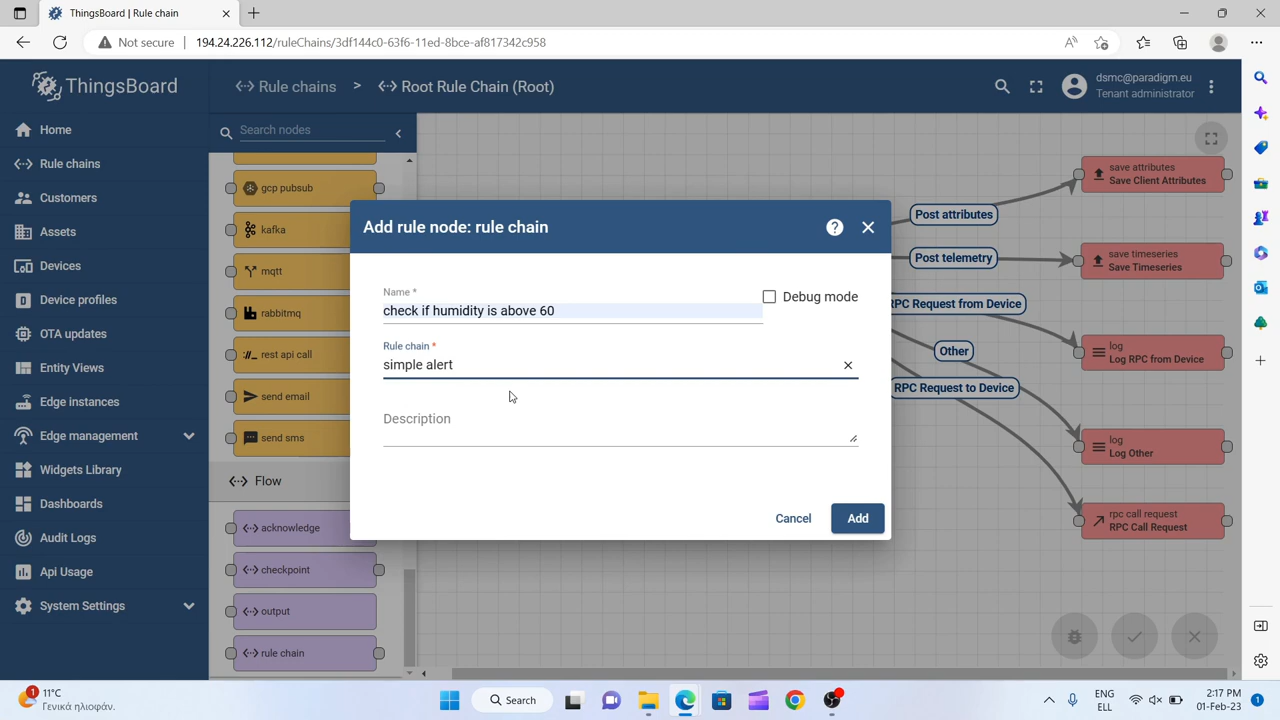 ThingsBoard | Rule chain
Not secure
194.24.226.112/ruleChains/3df144c0-63f6-11ed-8bce-af817342c958
ThingsBoard
Rule chains > Root Rule Chain (Root)
dsmc@paradigm.eu
Tenant administrator
Home
Rule chains
Customers
Assets
Devices
Device profiles
OTA updates
Entity Views
Edge instances
Edge management
Widgets Library
Dashboards
Audit Logs
Api Usage
System Settings
Search nodes
gcp pubsub
kafka
mqtt
rabbitmq
rest api call
send email
send sms
Flow
acknowledge
checkpoint
output
rule chain
Add rule node: rule chain
Name *
check if humidity is above 60
Debug mode
Rule chain *
simple alert
Description
Cancel
Add
Post attributes
Post telemetry
RPC Request from Device
Other
RPC Request to Device
save attributes
Save Client Attributes
save timeseries
Save Timeseries
log
Log RPC from Device
log
Log Other
rpc call request
RPC Call Request
1
11°C
Γενικά ηλιοφάν.
Search
ENG
ELL
2:17 PM
01-Feb-23
1